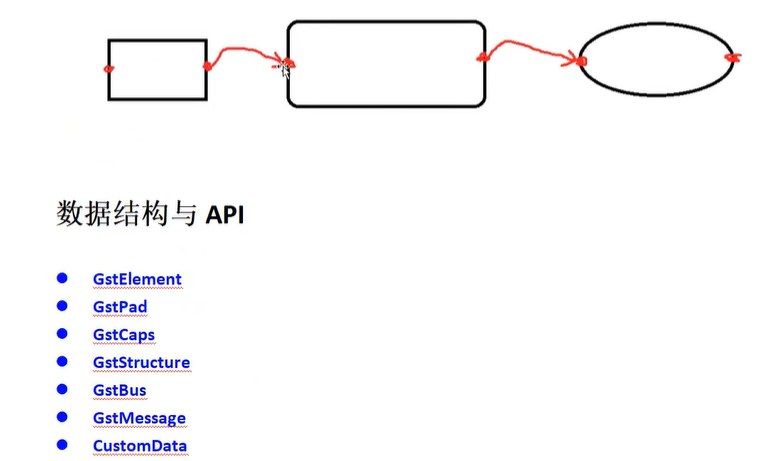 数据结构与 API
GstElement
GstPad
GstCaps
GstStructure
GstBus
GstMessage
CustomData